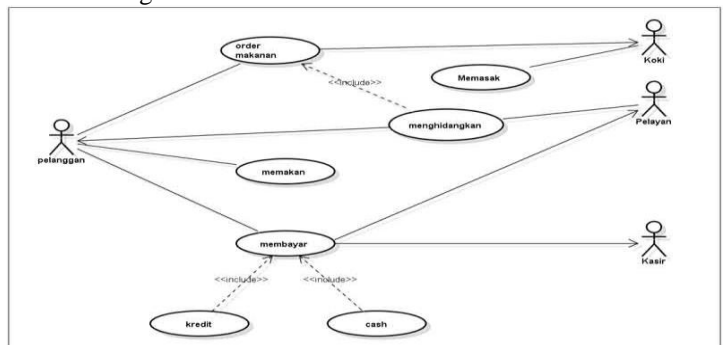 order
makanan
Koki
Memasak
<<include>>
menghidangkan
Pelayan
pelanggan
memakan
membayar
Kasir
<<include>>
<<include>>
kredit
cash